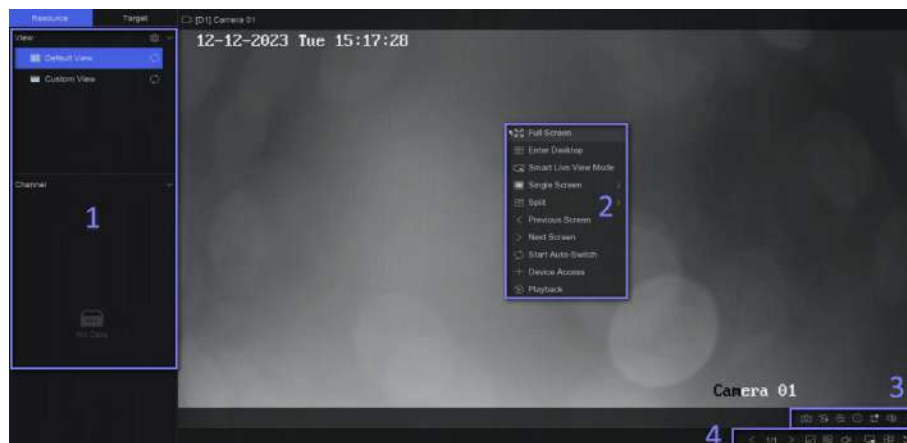 Resource Target
[D1] Camera 01
View
12-12-2023 Tue 15:17:28
Default View
Custom View
Full Screen
Enter Desktop
Smart Live View Mode
Single Screen
Split
2
Previous Screen
Next Screen
Start Auto-Switch
Device Access
Playback
Channel
1
No Data
Camera 01
3
4
1/1